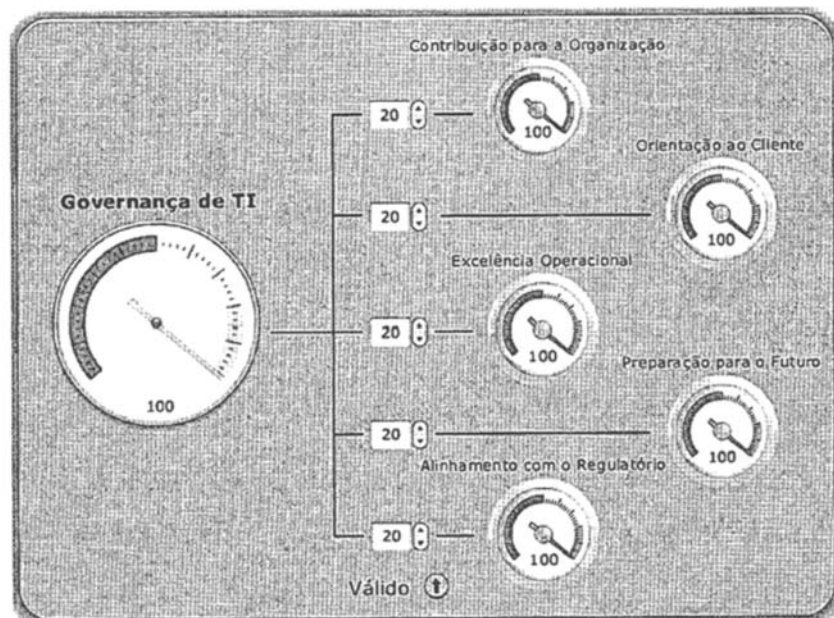 Contribuição para a Organização
20
100
Orientação ao Cliente
20
100
Governança de TI
100
Excelência Operacional
20
100
Preparação para o Futuro
20
100
Alinhamento com o Regulatório
20
100
Válido